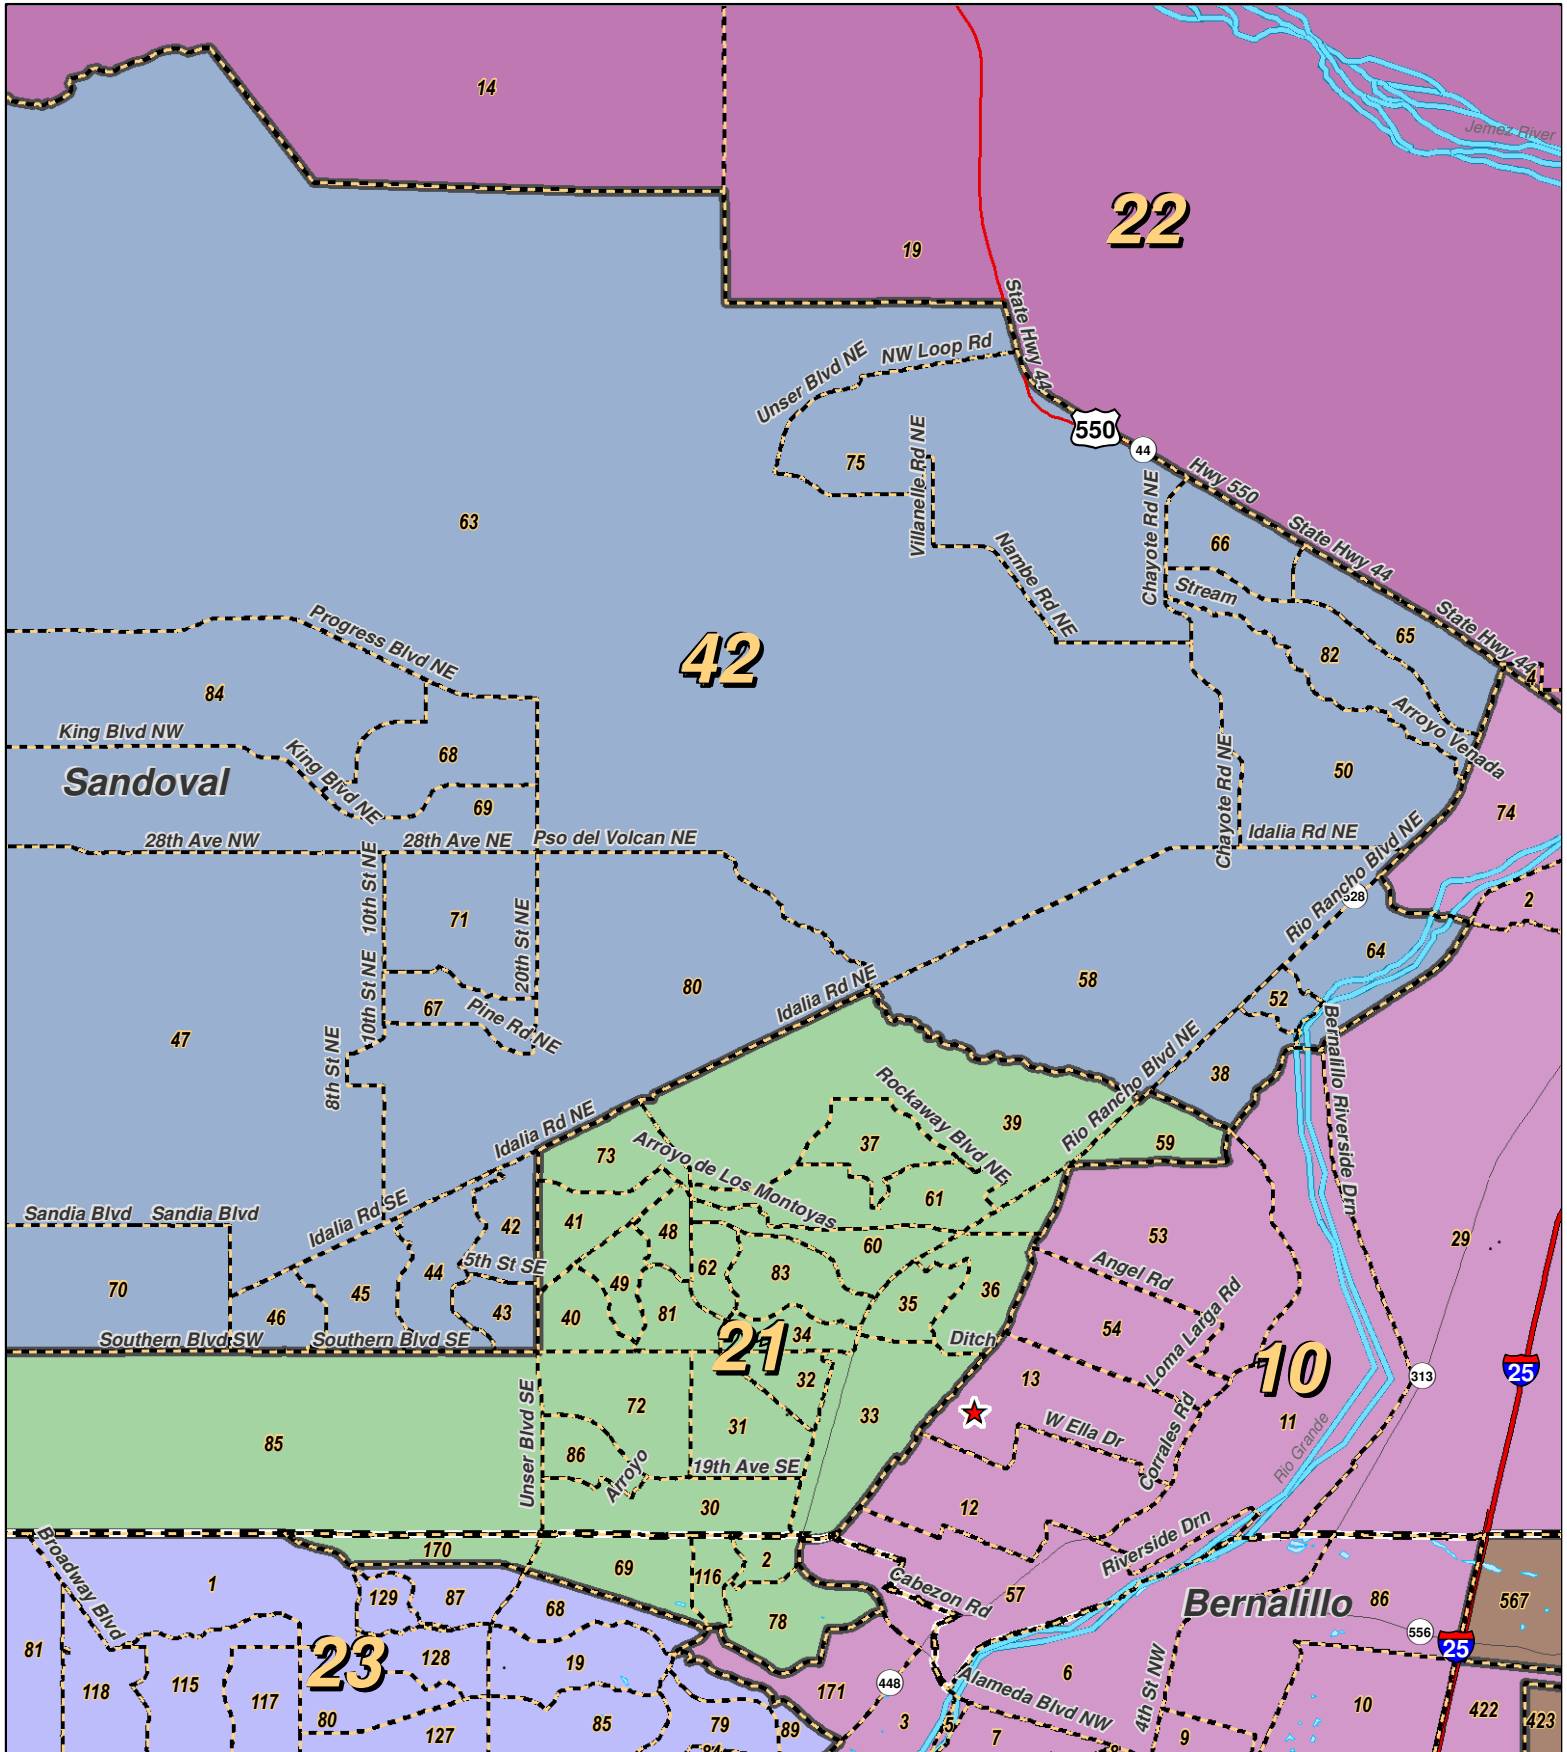 14
Jemez River
22
19
State Hwy 44
NW Loop Rd
Unser Blvd NE
550
44
75
Villanelle Rd NE
Hwy 550
Chayote Rd NE
63
66
State Hwy 44
Nambe Rd NE
Stream
Progress Blvd NE
42
65
State Hwy 44
82
4
84
68
King Blvd NW
King Blvd NE
Arroyo Venada
Sandoval
50
69
Chayote Rd NE
74
28th Ave NW
28th Ave NE
Pso del Volcan NE
Idalia Rd NE
Rio Rancho Blvd NE
528
10th St NE
71
20th St NE
2
64
80
Idalia Rd NE
58
52
67
Pine Rd NE
10th St NE
47
8th St NE
Bernalillo Riverside Drn
Rio Rancho Blvd NE
38
Idalia Rd NE
Rockaway Blvd NE
39
37
59
73
Arroyo de Los Montoyas
61
Sandia Blvd
Sandia Blvd
Idalia Rd SE
42
41
48
60
53
29
5th St SE
44
62
83
Angel Rd
70
45
49
36
46
43
40
81
35
54
Loma Larga Rd
Southern Blvd SW
Southern Blvd SE
34
21
Ditch
10
32
13
25
313
Unser Blvd SE
72
31
33
11
85
86
W Ella Dr
Corrales Rd
Arroyo
19th Ave SE
Rio Grande
30
12
Broadway Blvd
170
Riverside Drn
1
69
116
2
Cabezon Rd
57
129
87
68
78
Bernalillo
86
567
556
25
81
23
128
19
118
115
117
171
448
6
Alameda Blvd NW
4th St NW
10
80
127
85
79
89
3
5
7
9
422
423
84
8